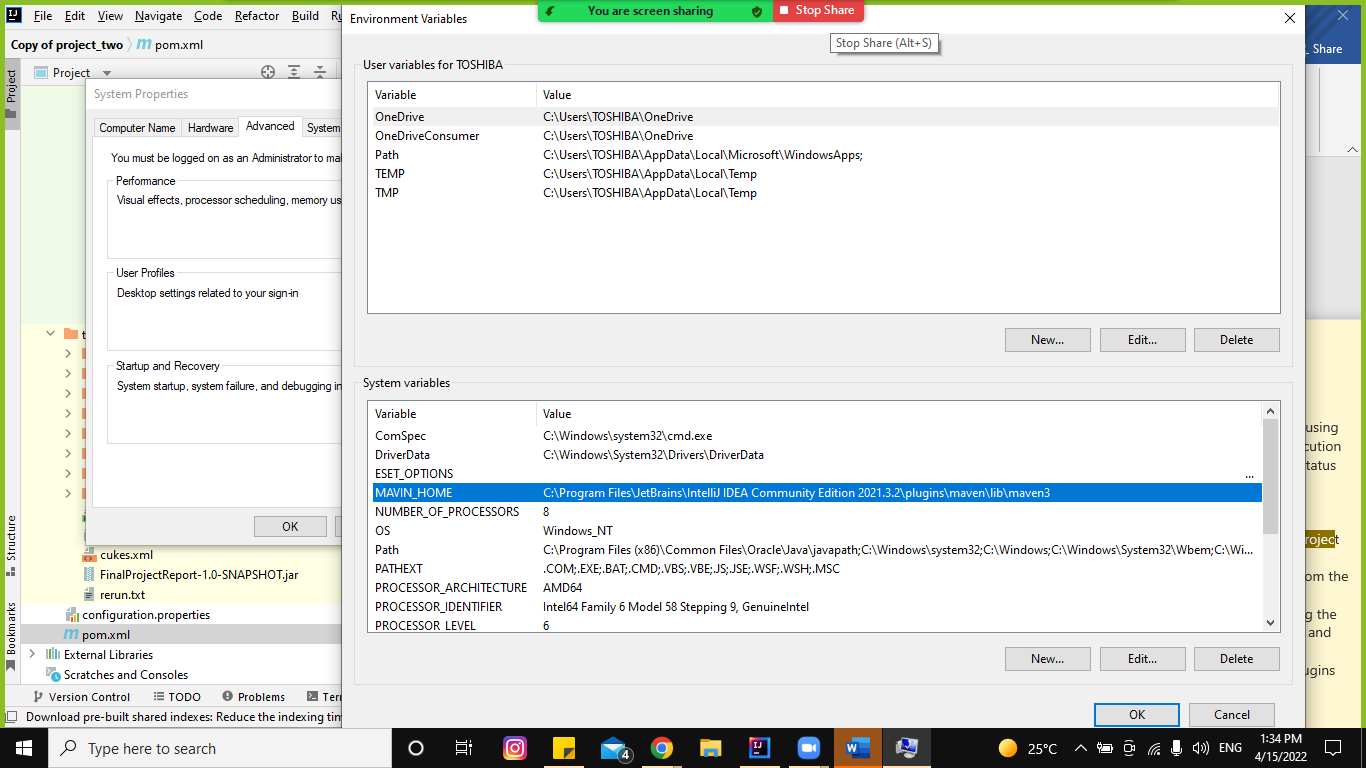 File Edit View Navigate Code Refactor Build
You are screen sharing
Stop Share
Environment Variables
Stop Share (Alt+S)
Share
Copy of project_two
pom.xml
Project
Project
System Properties
Computer Name Hardware Advanced System
You must be logged on as an Administrator to
Performance
Visual effects, processor scheduling, memory
User Profiles
Desktop settings related to your sign-in
Startup and Recovery
System startup, system failure, and debugging
OK
User variables for TOSHIBA
Variable Value
OneDrive C:\Users\TOSHIBA\OneDrive
OneDriveConsumer C:\Users\TOSHIBA\OneDrive
Path C:\Users\TOSHIBA\AppData\Local\Microsoft\WindowsApps;
TEMP C:\Users\TOSHIBA\AppData\Local\Temp
TMP C:\Users\TOSHIBA\AppData\Local\Temp
New... Edit... Delete
System variables
Variable Value
ComSpec C:\Windows\system32\cmd.exe
DriverData C:\Windows\System32\Drivers\DriverData
ESET_OPTIONS ...
MAVIN_HOME C:\Program Files\JetBrains\IntelliJ IDEA Community Edition 2021.3.2\plugins\maven\lib\maven3
NUMBER_OF_PROCESSORS 8
OS Windows_NT
Path C:\Program Files (x86)\Common Files\Oracle\Java\javapath;C:\Windows\system32;C:\Windows;C:\Windows\System32\Wbem;C:\Wi...
PATHEXT .COM;.EXE;.BAT;.CMD;.VBS;.VBE;.JS;.JSE;.WSF;.WSH;.MSC
PROCESSOR_ARCHITECTURE AMD64
PROCESSOR_IDENTIFIER Intel64 Family 6 Model 58 Stepping 9, GenuineIntel
PROCESSOR_LEVEL 6
New... Edit... Delete
OK Cancel
using
from the
the
and
Structure
Bookmarks
cukes.xml
FinalProjectReport-1.0-SNAPSHOT.jar
rerun.txt
configuration.properties
pom.xml
External Libraries
Scratches and Consoles
Version Control TODO Problems
Download pre-built shared indexes: Reduce the indexing
Type here to search
4
25°C
ENG
1:34 PM
4/15/2022